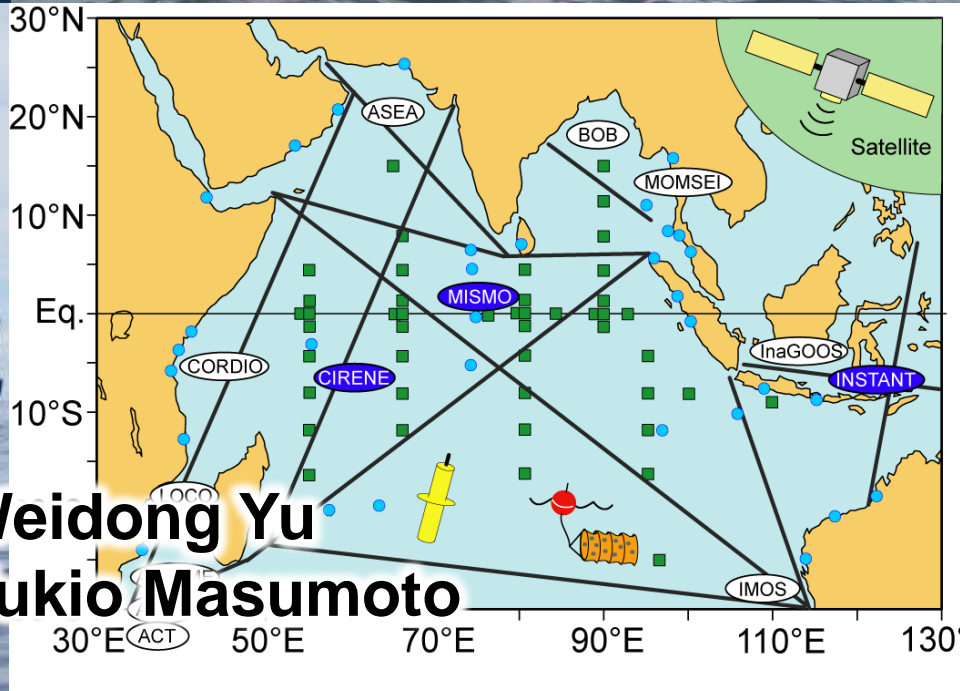 30°N
ASEA
20°N
BOB
Satellite
MOMSEI
10°N
MISMO
Eq.
InaGOOS
CORDIO
CIRENE
INSTANT
10°S
LOCO
Weidong Yu
IMOS
ukio Masumoto
30°E
50°E
70°E
90°E
110°E
130°
ACT